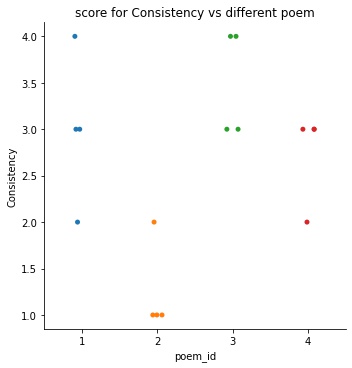 score for Consistency vs different poem
4.0
3.5
3.0
2.5
2.0
1.5
1.0
Consistency
1 2 3 4
poem_id